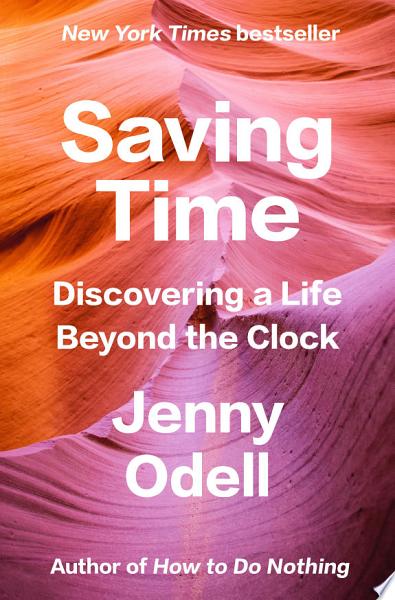 New York Times bestseller
Saving
Time
Discovering a Life
Beyond the Clock
Jenny
Odell
Author of How to Do Nothing